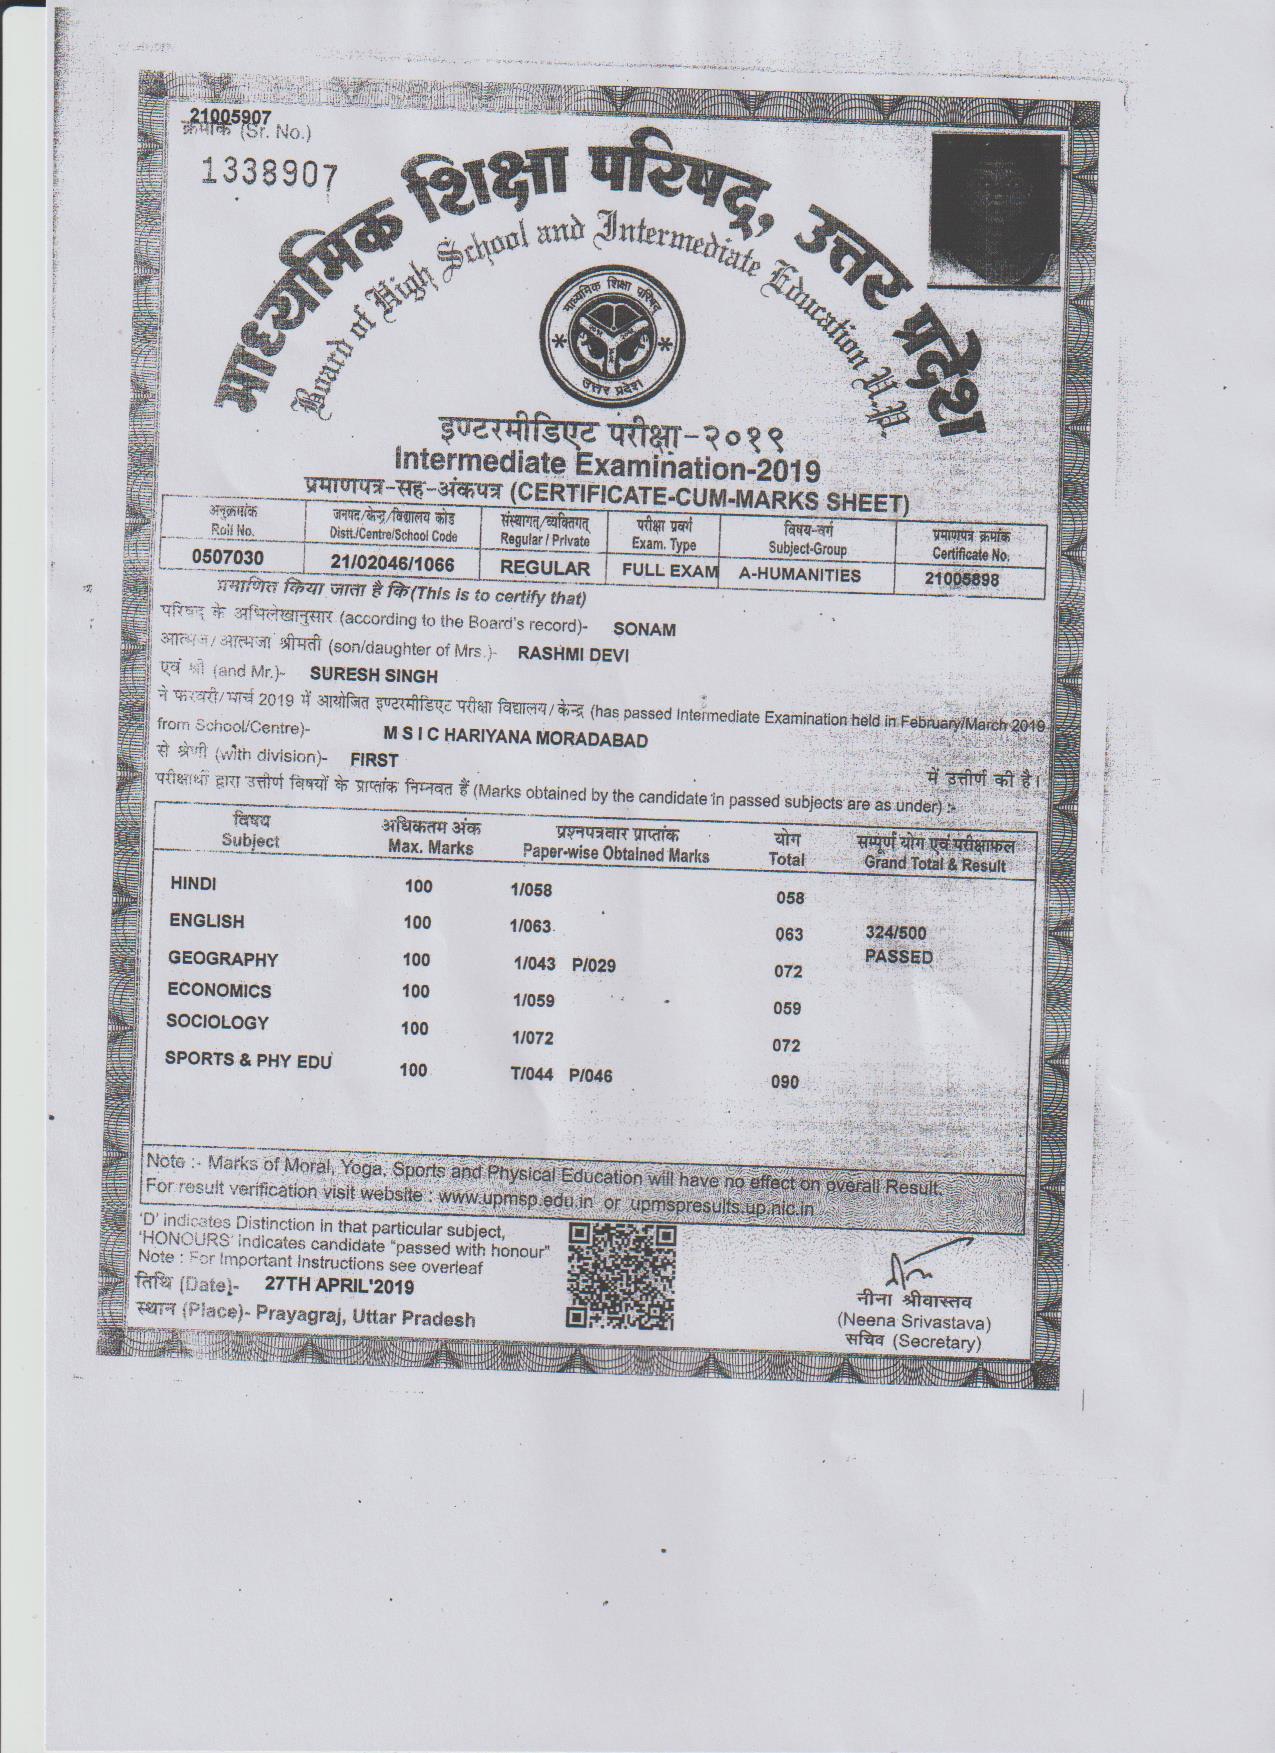 21005907
क्रमांक (Sr. No.)
1338907
माध्यमिक शिक्षा परिषद्, उत्तर प्रदेश
Board of High School and Intermediate Education U.P.
माध्यमिक शिक्षा परिषद्
उत्तर प्रदेश
इण्टरमीडिएट परीक्षा-२०१९
Intermediate Examination-2019
प्रमाणपत्र-सह-अंकपत्र (CERTIFICATE-CUM-MARKS SHEET)
अनुक्रमांक जनपद/केन्द्र/विद्यालय कोड संस्थागत्/व्यक्तिगत् परीक्षा प्रवर्ग विषय-वर्ग प्रमाणपत्र क्रमांक
Roll No. Distt./Centre/School Code Regular / Private Exam. Type Subject-Group Certificate No.
0507030 21/02046/1066 REGULAR FULL EXAM A-HUMANITIES 21005898
प्रमाणित किया जाता है कि(This is to certify that)
परिषद् के अभिलेखानुसार (according to the Board's record)- SONAM
आत्मज/आत्मजा श्रीमती (son/daughter of Mrs.)- RASHMI DEVI
एवं श्री (and Mr.)- SURESH SINGH
ने फरवरी/मार्च 2019 में आयोजित इण्टरमीडिएट परीक्षा विद्यालय/केन्द्र (has passed Intermediate Examination held in February/March 2019
from School/Centre)- M S I C HARIYANA MORADABAD
से श्रेणी (with division)- FIRST में उत्तीर्ण की है।
परीक्षार्थी द्वारा उत्तीर्ण विषयों के प्राप्तांक निम्नवत हैं (Marks obtained by the candidate in passed subjects are as under) :-
विषय अधिकतम अंक प्रश्नपत्रवार प्राप्तांक योग सम्पूर्ण योग एवं परीक्षाफल
Subject Max. Marks Paper-wise Obtained Marks Total Grand Total & Result
HINDI 100 1/058 058
ENGLISH 100 1/063 063 324/500
PASSED
GEOGRAPHY 100 1/043 P/029 072
ECONOMICS 100 1/059 059
SOCIOLOGY 100 1/072 072
SPORTS & PHY EDU 100 T/044 P/046 090
Note :- Marks of Moral, Yoga, Sports and Physical Education will have no effect on overall Result.
For result verification visit website : www.upmsp.edu.in or upmspresults.up.nic.in
'D' indicates Distinction in that particular subject,
'HONOURS' indicates candidate "passed with honour"
Note : For Important Instructions see overleaf
तिथि (Date)- 27TH APRIL'2019
स्थान (Place)- Prayagraj, Uttar Pradesh
नीना श्रीवास्तव
(Neena Srivastava)
सचिव (Secretary)